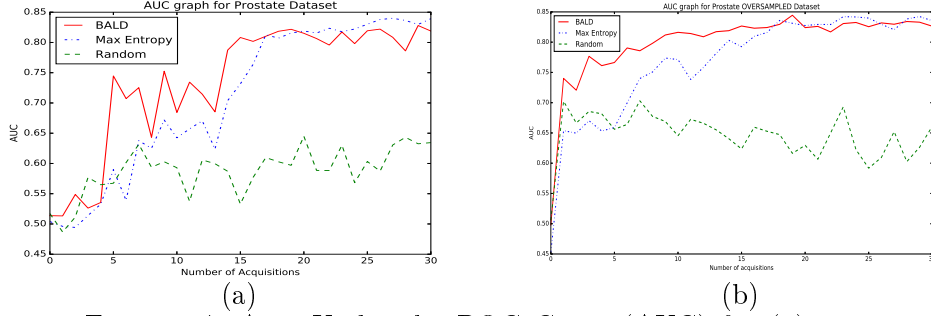 AUC graph for Prostate Dataset
BALD
Max Entropy
Random
0.85
0.80
0.75
0.70
0.65
0.60
0.55
0.50
0.45
AUC
0 5 10 15 20 25 30
Number of Acquisitions
(a)
AUC graph for Prostate OVERSAMPLED Dataset
BALD
Max Entropy
Random
0.85
0.80
0.75
0.70
0.65
0.60
0.55
0.50
0.45
AUC
0 5 10 15 20 25 30
Number of acquisitions
(b)